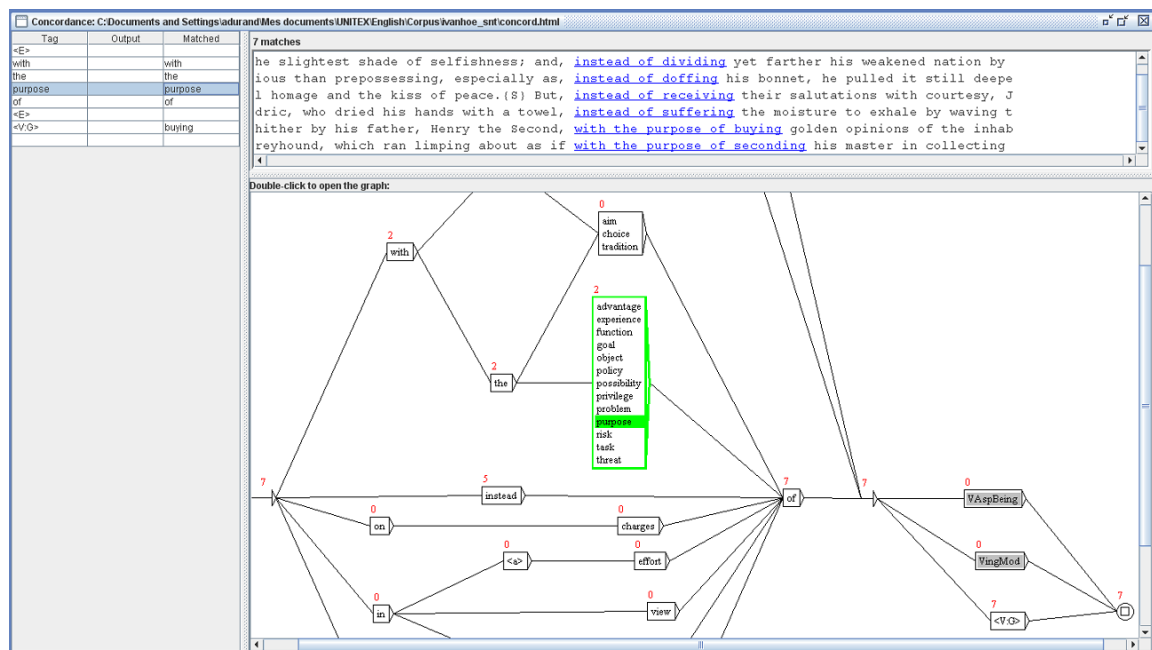 Concordance: C:\Documents and Settings\adurand\Mes documents\UNITEX\English\Corpus\ivanhoe_snt\concord.html
Tag Output Matched
<E>
with with
the the
purpose purpose
of of
<E>
<V:G> buying
7 matches
he slightest shade of selfishness; and, instead of dividing yet farther his weakened nation by
ious than prepossessing, especially as, instead of doffing his bonnet, he pulled it still deepe
l homage and the kiss of peace.{S} But, instead of receiving their salutations with courtesy, J
dric, who dried his hands with a towel, instead of suffering the moisture to exhale by waving t
hither by his father, Henry the Second, with the purpose of buying golden opinions of the inhab
reyhound, which ran limping about as if with the purpose of seconding his master in collecting
Double-click to open the graph:
0
aim
choice
tradition
2
with
2
advantage
experience
function
goal
object
policy
possibility
privilege
problem
purpose
risk
task
threat
2
the
7
5
instead
7
of
7
0
VAspBeing
0
on
0
charges
0
<a>
0
effort
0
VingMod
0
in
0
view
7
<V:G>
7